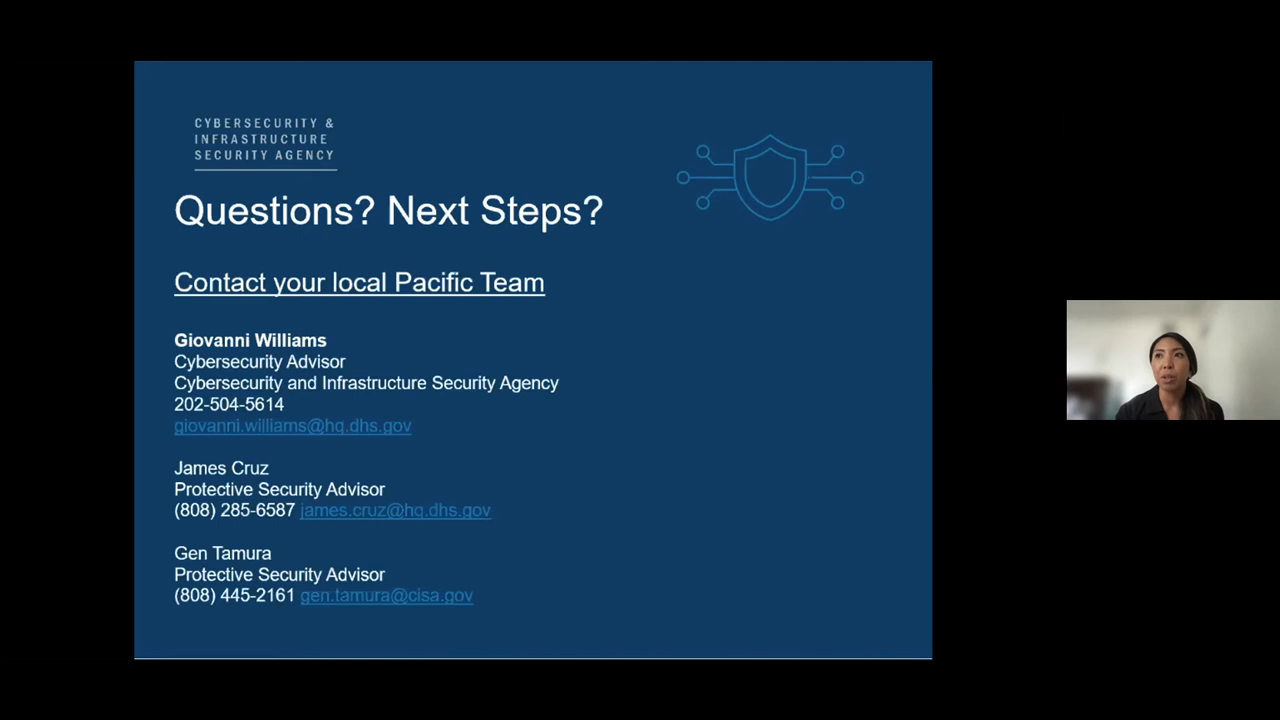 CYBERSECURITY &
INFRASTRUCTURE
SECURITY AGENCY
Questions? Next Steps?
Contact your local Pacific Team
Giovanni Williams
Cybersecurity Advisor
Cybersecurity and Infrastructure Security Agency
202-504-5614
giovanni.williams@hq.dhs.gov
James Cruz
Protective Security Advisor
(808) 285-6587 james.cruz@hq.dhs.gov
Gen Tamura
Protective Security Advisor
(808) 445-2161 gen.tamura@cisa.gov